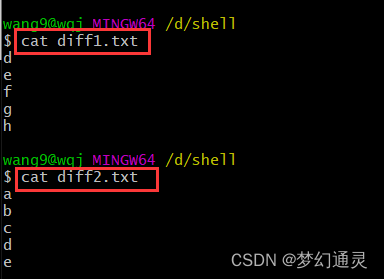 wang9@wqj MINGW64 /d/shell
$ cat diff1.txt
d
e
f
g
h
wang9@wqj MINGW64 /d/shell
$ cat diff2.txt
a
b
c
d
e
CSDN @梦幻通灵